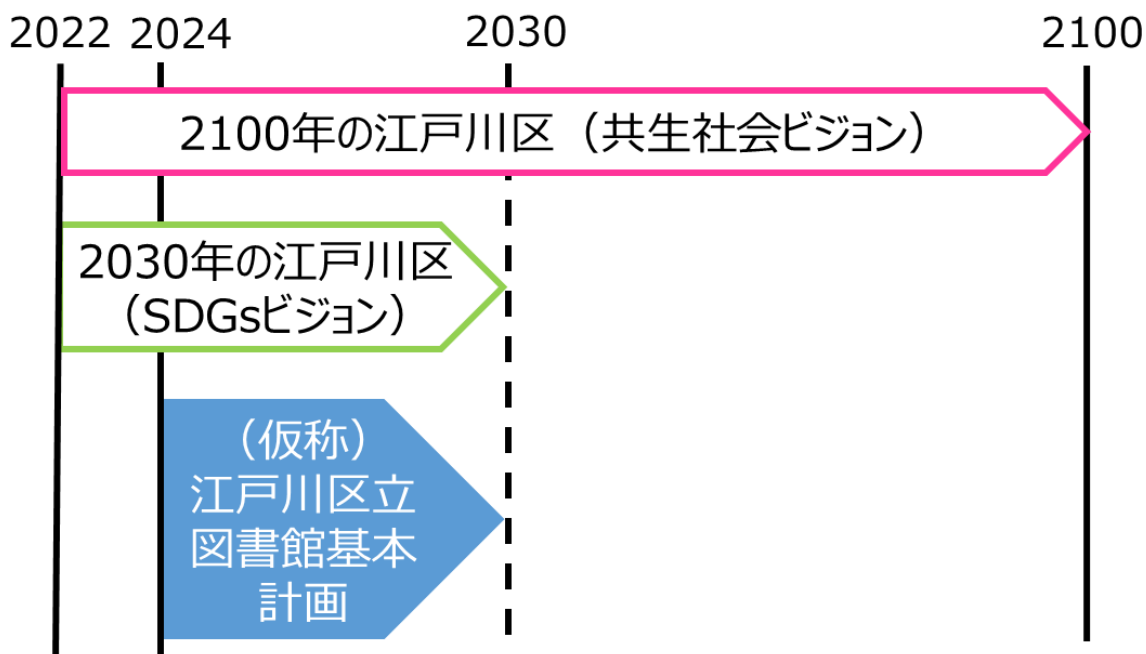 2022 2024 2030 2100
2100年の江戸川区（共生社会ビジョン）
2030年の江戸川区
（SDGsビジョン）
（仮称）
江戸川区立
図書館基本
計画